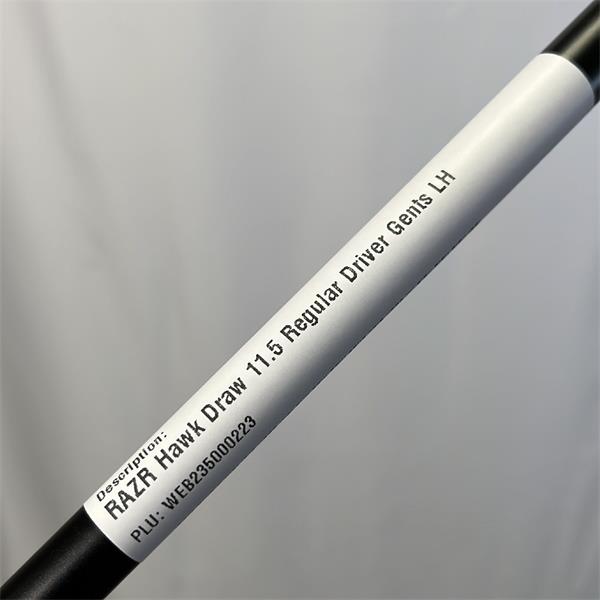 Description:
RAZR Hawk Draw 11.5 Regular Driver Gents LH
PLU: WEB235000223